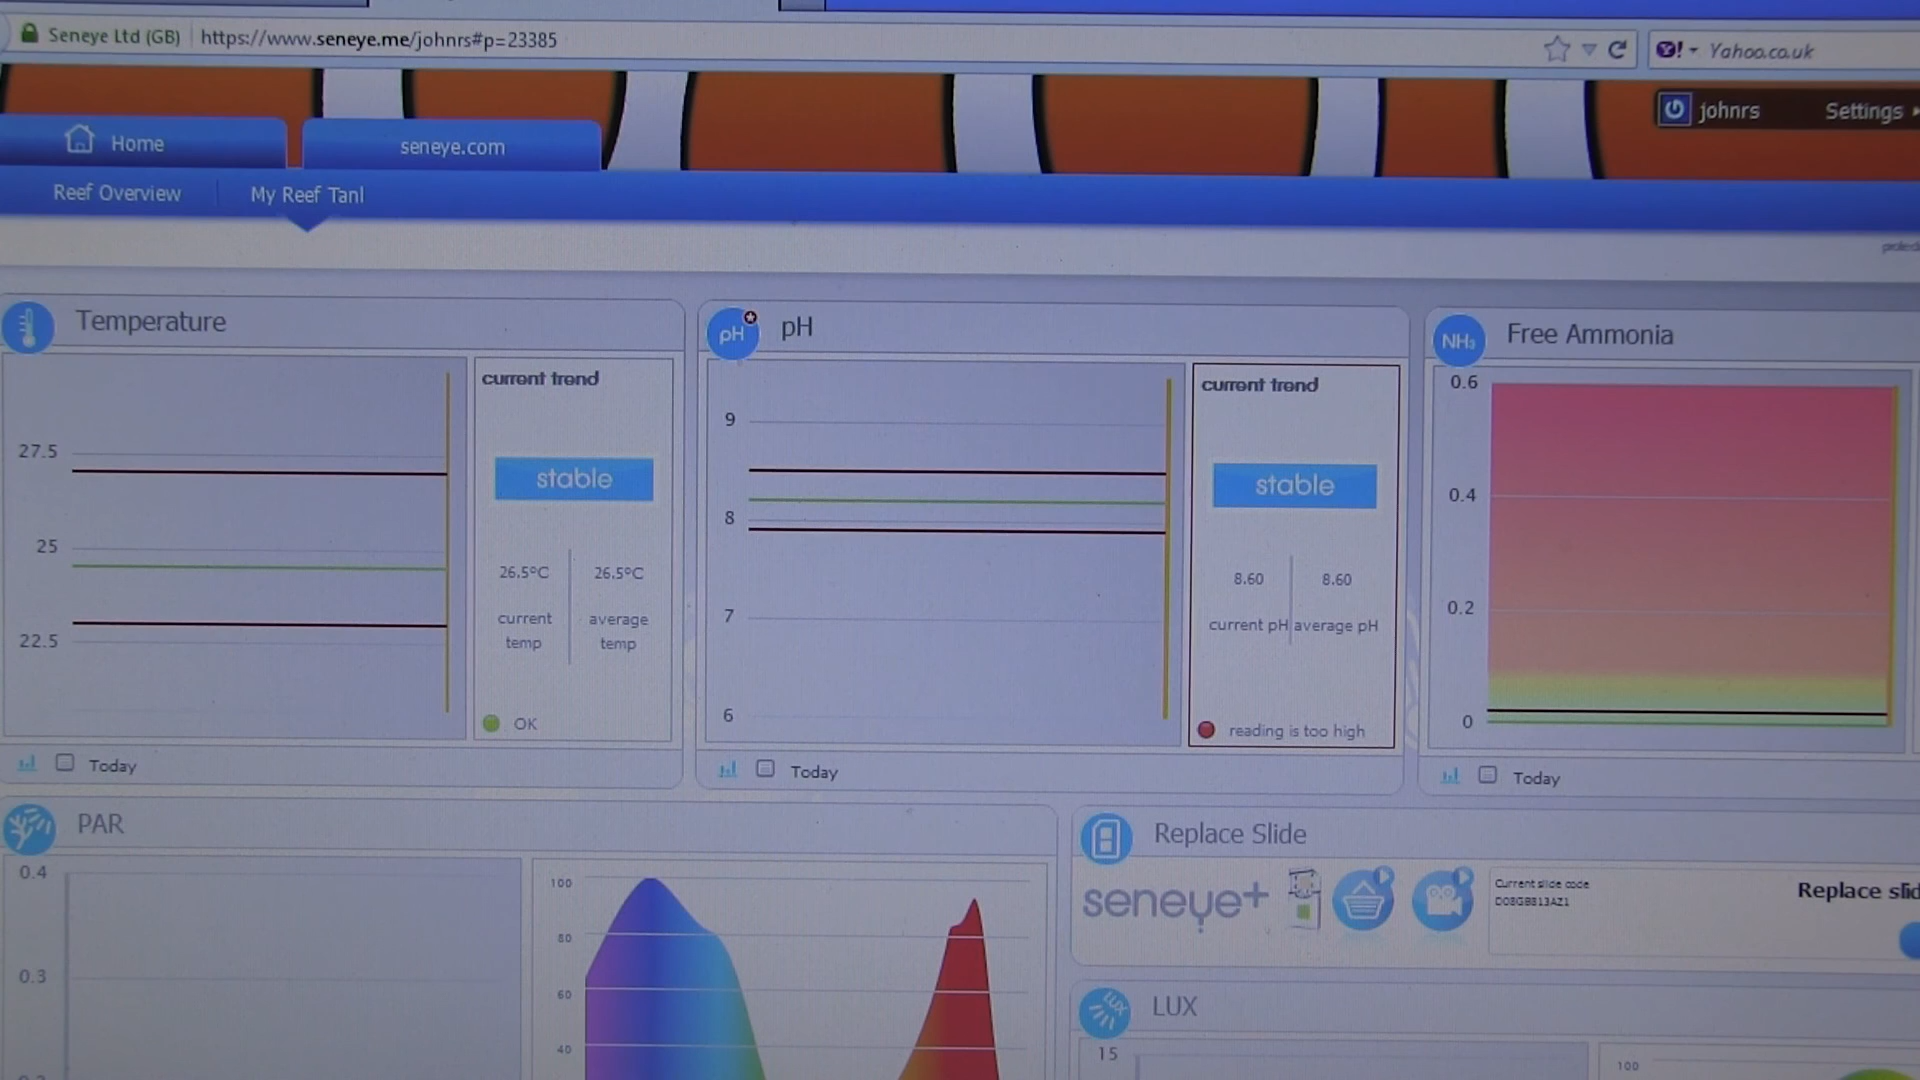 Seneye Ltd (GB) https://www.seneye.me/johnrs#p=23385
Yahoo.co.uk
johnrs Settings
Home
seneye.com
Reef Overview
My Reef Tanl
Temperature
27.5
25
22.5
current trend
stable
26.5°C 26.5°C
current temp
average temp
OK
Today
pH
pH
9
8
7
6
current trend
stable
8.60 8.60
current pH average pH
reading is too high
Today
NH₃
Free Ammonia
0.6
0.4
0.2
0
Today
PAR
0.4
0.3
100
80
60
40
Replace Slide
seneye+
Current slide code
D08GB813AZ1
Replace slid
LUX
LUX
15
100